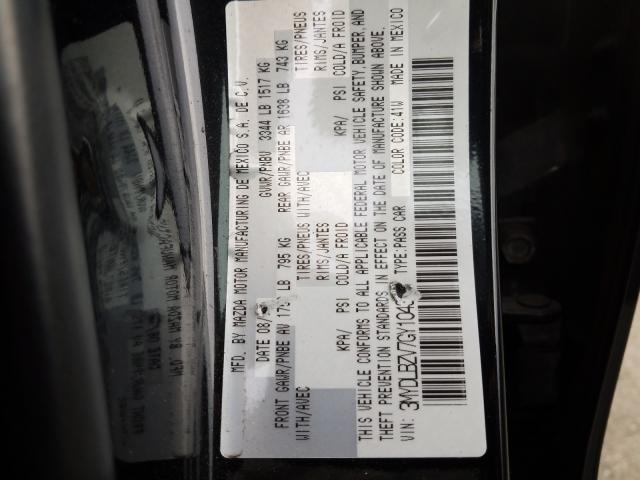 MFD. BY MAZDA MOTOR MANUFACTURING DE MEXICO S.A. DE C.V.
DATE 08/ GVWR/PNBV 3344 LB 1517 KG
FRONT GAWR/PNBE AV LB 795 KG REAR GAWR/PNBE AR 1638 LB 743 KG
WITH/AVEC TIRES/PNEUS WITH/AVEC TIRES/PNEUS
RIMS/JANTES RIMS/JANTES
KPA/ PSI COLD/A FROID KPA/ PSI COLD/A FROID
THIS VEHICLE CONFORMS TO ALL APPLICABLE FEDERAL MOTOR VEHICLE SAFETY, BUMPER, AND
THEFT PREVENTION STANDARDS IN EFFECT ON THE DATE OF MANUFACTURE SHOWN ABOVE.
VIN: 3MYDLBZV7GY104 TYPE:PASS CAR COLOR CODE:41W MADE IN MEXICO